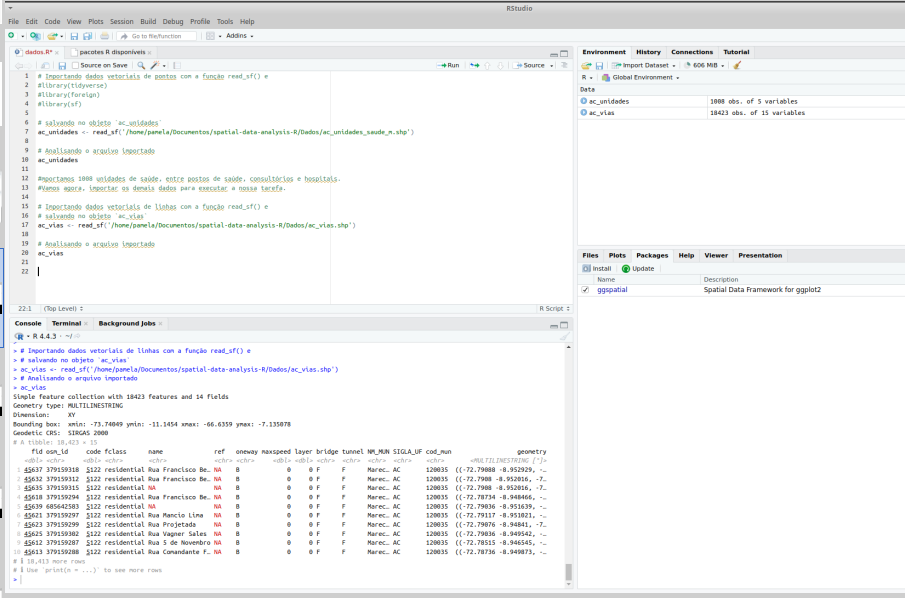 RStudio
File Edit Code View Plots Session Build Debug Profile Tools Help
Go to file/function
Addins
dados.R*
pacotes R disponíveis
Source on Save
Run
Source
1 # Importando dados vetoriais de pontos com a função read_sf() e
2 #library(tidyverse)
3 #library(foreign)
4 #library(sf)
5
6 # salvando no objeto `ac_unidades`
7 ac_unidades <- read_sf('/home/pamela/Documentos/spatial-data-analysis-R/Dados/ac_unidades_saude_m.shp')
8
9 # Analisando o arquivo importado
10 ac_unidades
11
12 #mportamos 1008 unidades de saúde, entre postos de saúde, consultórios e hospitais.
13 #Vamos agora, importar os demais dados para executar a nossa tarefa.
14
15 # Importando dados vetoriais de linhas com a função read_sf() e
16 # salvando no objeto `ac_vias`
17 ac_vias <- read_sf('/home/pamela/Documentos/spatial-data-analysis-R/Dados/ac_vias.shp')
18
19 # Analisando o arquivo importado
20 ac_vias
21
22
22:1 (Top Level)
R Script
Console Terminal Background Jobs
R 4.4.3 · ~/
> # Importando dados vetoriais de linhas com a função read_sf() e
> # salvando no objeto `ac_vias`
> ac_vias <- read_sf('/home/pamela/Documentos/spatial-data-analysis-R/Dados/ac_vias.shp')
> # Analisando o arquivo importado
> ac_vias
Simple feature collection with 18423 features and 14 fields
Geometry type: MULTILINESTRING
Dimension: XY
Bounding box: xmin: -73.74049 ymin: -11.1454 xmax: -66.6359 ymax: -7.135078
Geodetic CRS: SIRGAS 2000
# A tibble: 18,423 × 15
fid osm_id code fclass name ref oneway maxspeed layer bridge tunnel NM_MUN SIGLA_UF cod_mun geometry
<dbl> <chr> <dbl> <chr> <chr> <chr> <chr> <dbl> <dbl> <chr> <chr> <chr> <chr> <chr> <MULTILINESTRING [°]>
1 45637 379159318 5122 residential Rua Francisco Be… NA B 0 0 F F Marec… AC 120035 ((-72.79088 -8.952929, -…
2 45632 379159312 5122 residential Rua Francisco Be… NA B 0 0 F F Marec… AC 120035 ((-72.7908 -8.952016, -7…
3 45635 379159315 5122 residential NA NA B 0 0 F F Marec… AC 120035 ((-72.7908 -8.952016, -7…
4 45618 379159294 5122 residential Rua Francisco Be… NA B 0 0 F F Marec… AC 120035 ((-72.78734 -8.948466, -…
5 45639 685642583 5122 residential NA NA B 0 0 F F Marec… AC 120035 ((-72.79036 -8.951639, -…
6 45621 379159297 5122 residential Rua Mancio Lima NA B 0 0 F F Marec… AC 120035 ((-72.79117 -8.951021, -…
7 45623 379159299 5122 residential Rua Projetada NA B 0 0 F F Marec… AC 120035 ((-72.79076 -8.94841, -7…
8 45625 379159302 5122 residential Rua Vagner Sales NA B 0 0 F F Marec… AC 120035 ((-72.79036 -8.949542, -…
9 45612 379159287 5122 residential Rua 5 de Novembro NA B 0 0 F F Marec… AC 120035 ((-72.78515 -8.946545, -…
10 45613 379159288 5122 residential Rua Comandante F… NA B 0 0 F F Marec… AC 120035 ((-72.78736 -8.949873, -…
# ℹ 18,413 more rows
# ℹ Use `print(n = ...)` to see more rows
>
Environment History Connections Tutorial
Import Dataset
606 MiB
R
Global Environment
Data
ac_unidades 1008 obs. of 5 variables
ac_vias 18423 obs. of 15 variables
Files Plots Packages Help Viewer Presentation
Install Update
Name Description
ggspatial Spatial Data Framework for ggplot2